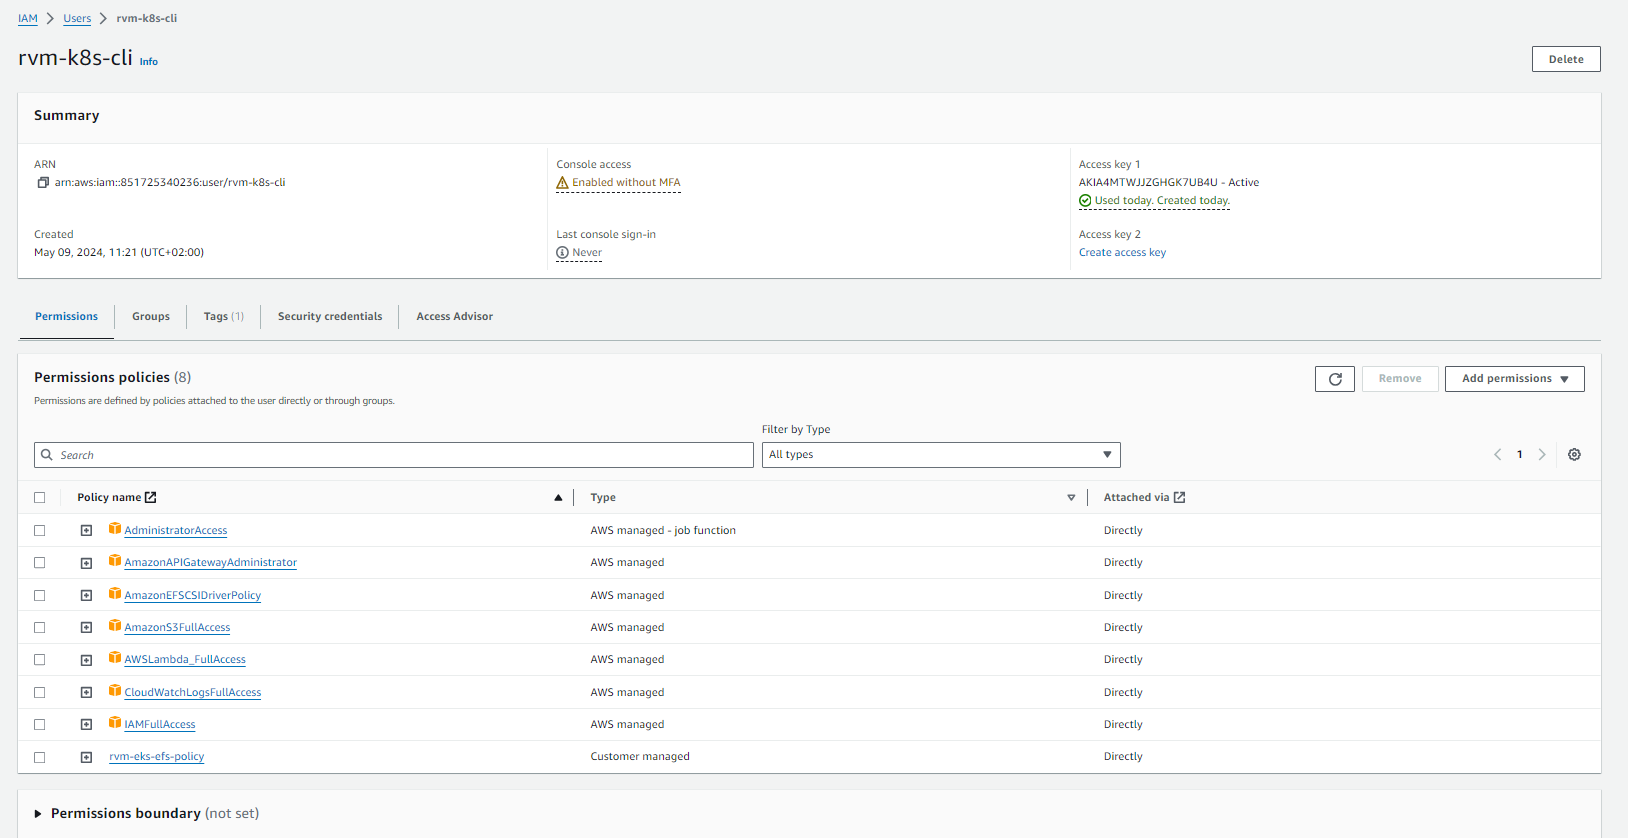 IAM > Users > rvm-k8s-cli
rvm-k8s-cli Info
Delete
Summary
ARN
arn:aws:iam::851725340236:user/rvm-k8s-cli
Console access
Enabled without MFA
Access key 1
AKIA4MTWJJZGHGK7UB4U - Active
Used today. Created today.
Created
May 09, 2024, 11:21 (UTC+02:00)
Last console sign-in
Never
Access key 2
Create access key
Permissions
Groups
Tags (1)
Security credentials
Access Advisor
Permissions policies (8)
Remove
Add permissions
Permissions are defined by policies attached to the user directly or through groups.
Filter by Type
Search
All types
1
Policy name
Type
Attached via
AdministratorAccess
AWS managed - job function
Directly
AmazonAPIGatewayAdministrator
AWS managed
Directly
AmazonEFSCSIDriverPolicy
AWS managed
Directly
AmazonS3FullAccess
AWS managed
Directly
AWSLambda_FullAccess
AWS managed
Directly
CloudWatchLogsFullAccess
AWS managed
Directly
IAMFullAccess
AWS managed
Directly
rvm-eks-efs-policy
Customer managed
Directly
Permissions boundary (not set)